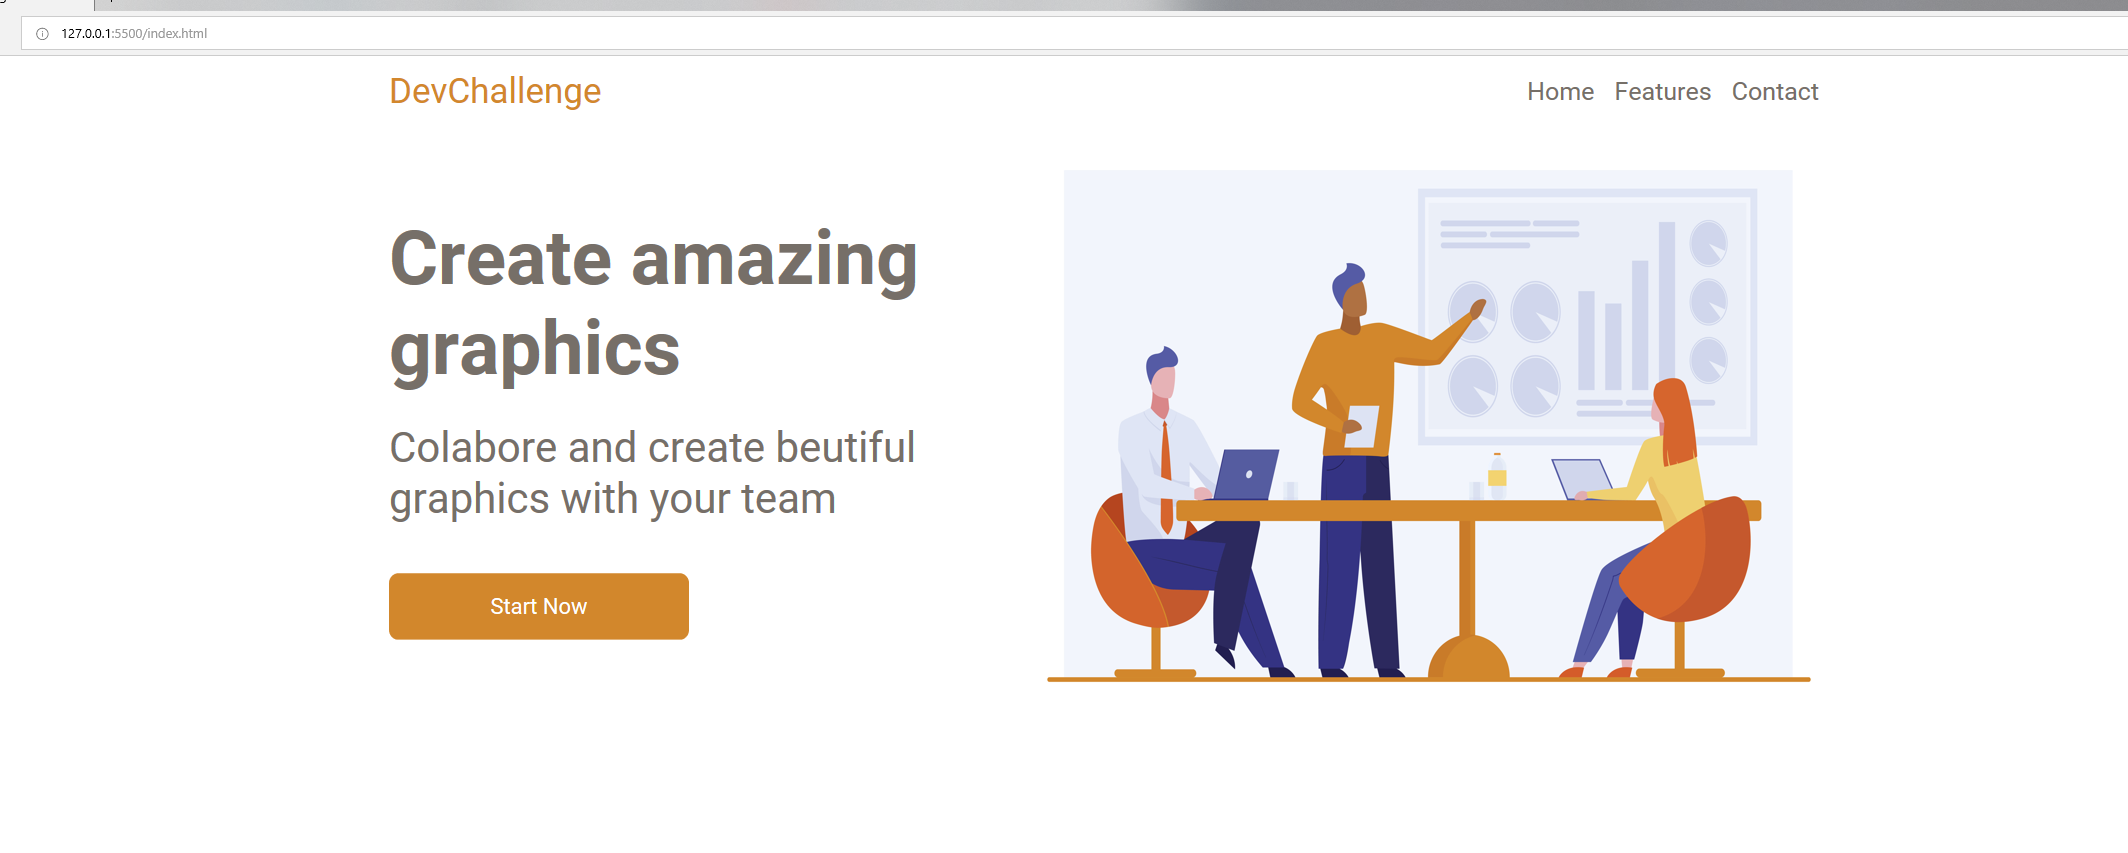 127.0.0.1:5500/index.html
DevChallenge
Home Features Contact
Create amazing
graphics
Colabore and create beutiful
graphics with your team
Start Now